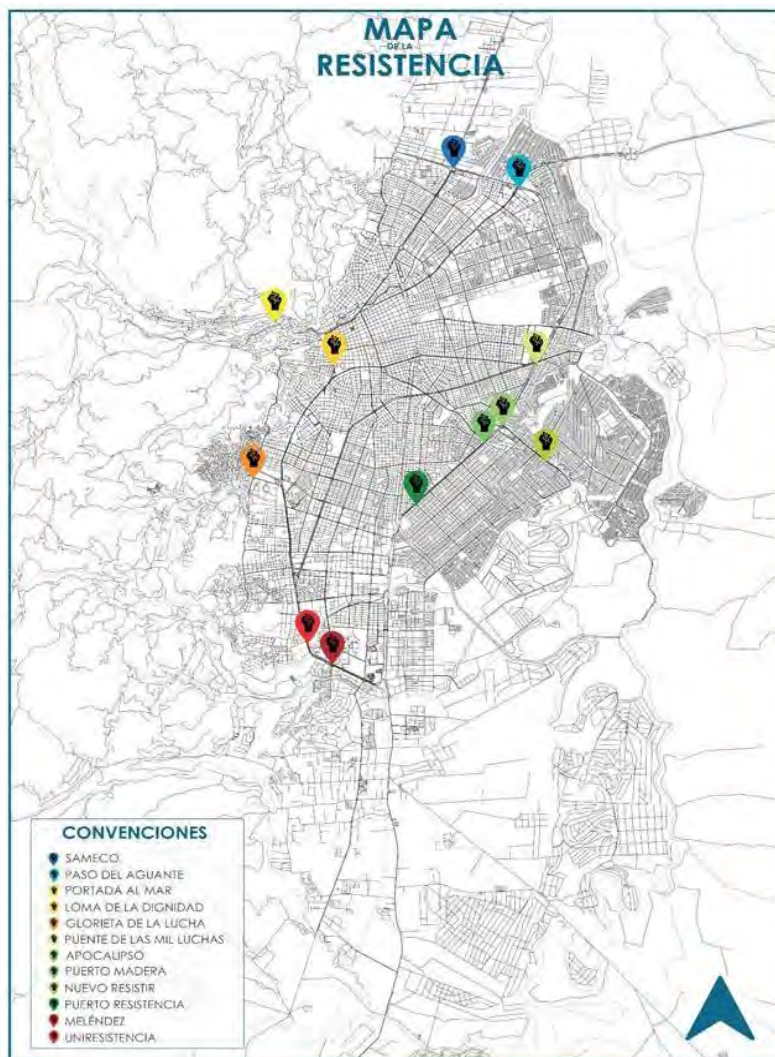 MAPA
DE LA
RESISTENCIA
CONVENCIONES
SAMECO
PASO DEL AGUANTE
PORTADA AL MAR
LOMA DE LA DIGNIDAD
GLORIETA DE LA LUCHA
PUENTE DE LAS MIL LUCHAS
APOCALIPSO
PUERTO MADERA
NUEVO RESISTIR
PUERTO RESISTENCIA
MELÉNDEZ
UNIRESISTENCIA